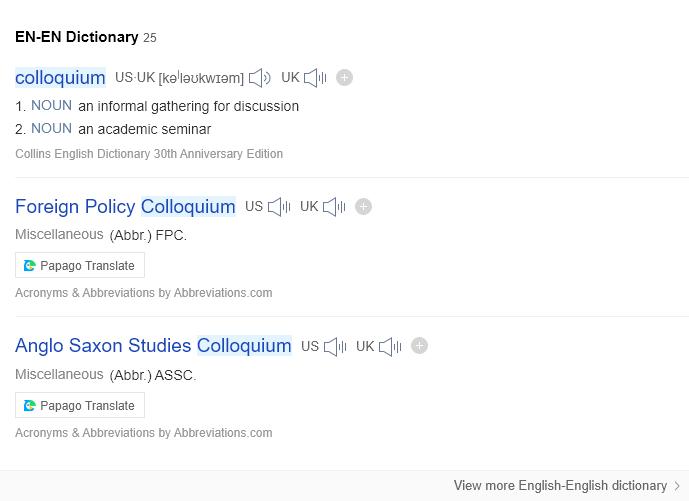 EN-EN Dictionary 25
colloquium US·UK [kəˈləʊkwɪəm] UK
1. NOUN an informal gathering for discussion
2. NOUN an academic seminar
Collins English Dictionary 30th Anniversary Edition
Foreign Policy Colloquium US UK
Miscellaneous (Abbr.) FPC.
Papago Translate
Acronyms & Abbreviations by Abbreviations.com
Anglo Saxon Studies Colloquium US UK
Miscellaneous (Abbr.) ASSC.
Papago Translate
Acronyms & Abbreviations by Abbreviations.com
View more English-English dictionary